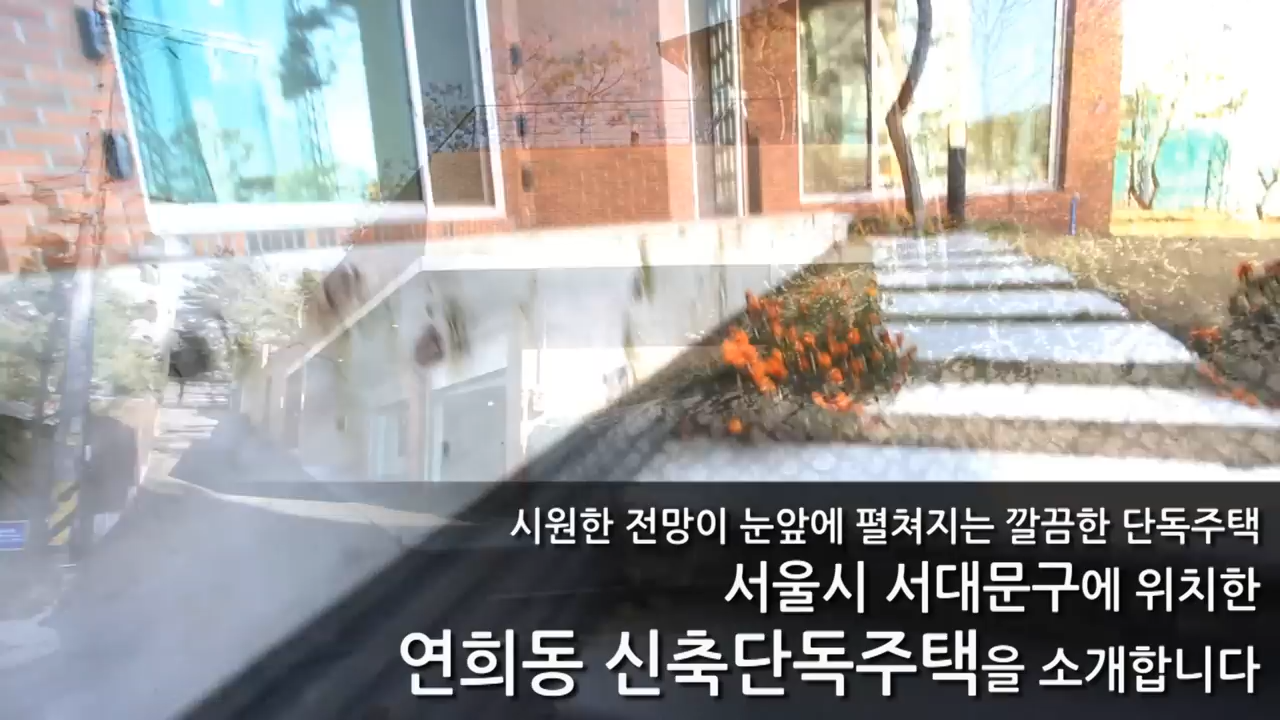 시원한 전망이 눈앞에 펼쳐지는 깔끔한 단독주택
서울시 서대문구에 위치한
연희동 신축단독주택을 소개합니다